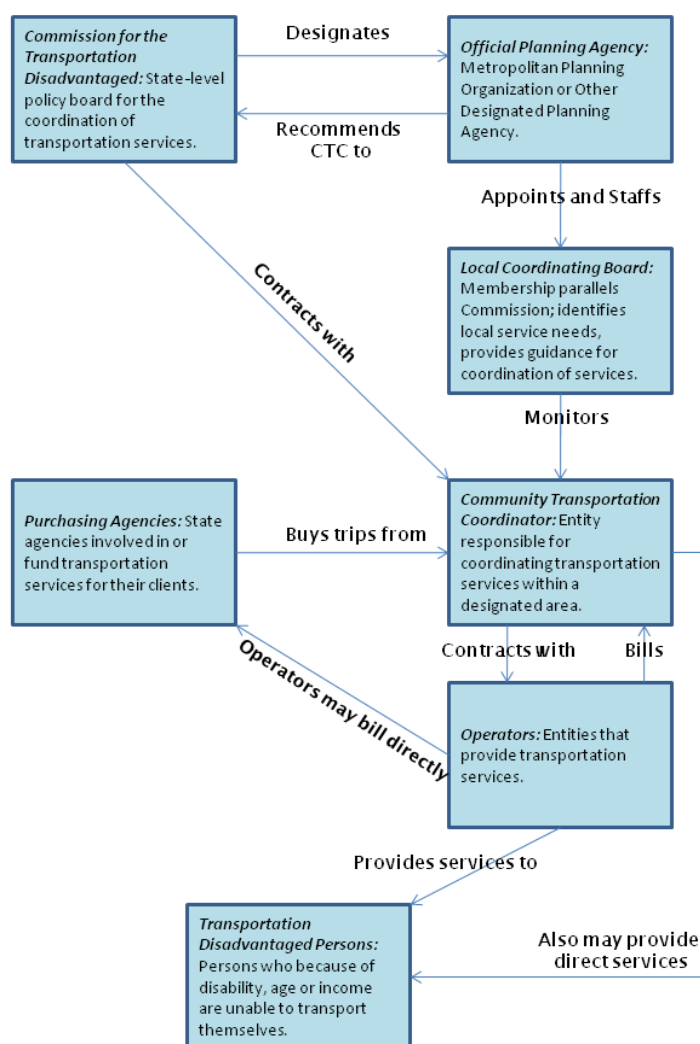 Commission for the
Transportation
Disadvantaged: State-level
policy board for the
coordination of
transportation services.
Designates
Recommends
CTC to
Official Planning Agency:
Metropolitan Planning
Organization or Other
Designated Planning
Agency.
Appoints and Staffs
Contracts with
Local Coordinating Board:
Membership parallels
Commission; identifies
local service needs,
provides guidance for
coordination of services.
Monitors
Purchasing Agencies: State
agencies involved in or
fund transportation
services for their clients.
Buys trips from
Community Transportation
Coordinator: Entity
responsible for
coordinating transportation
services within a
designated area.
Contracts with
Bills
Operators may bill directly
Operators: Entities that
provide transportation
services.
Provides services to
Transportation
Disadvantaged Persons:
Persons who because of
disability, age or income
are unable to transport
themselves.
Also may provide
direct services